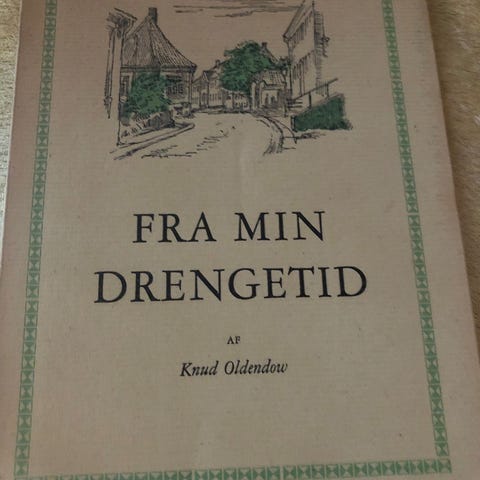 FRA MIN
DRENGETID
AF
Knud Oldendow